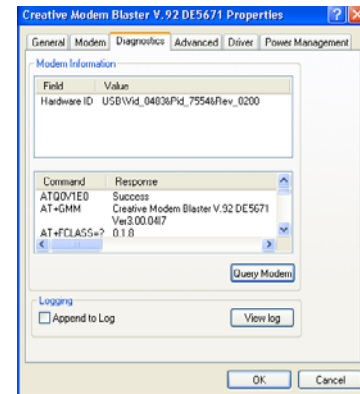 Creative Modem Blaster V.92 DE5671 Properties
General Modem Diagnostics Advanced Driver Power Management
Modem Information
Field Value
Hardware ID USB\Vid_0483&Pid_7554&Rev_0200
Command Response
ATQ0V1E0 Success
AT+GMM Creative Modem Blaster V.92 DE5671
Ver3.00.0417
AT+FCLASS=? 0.1.8
Query Modem
Logging
Append to Log View log
OK Cancel